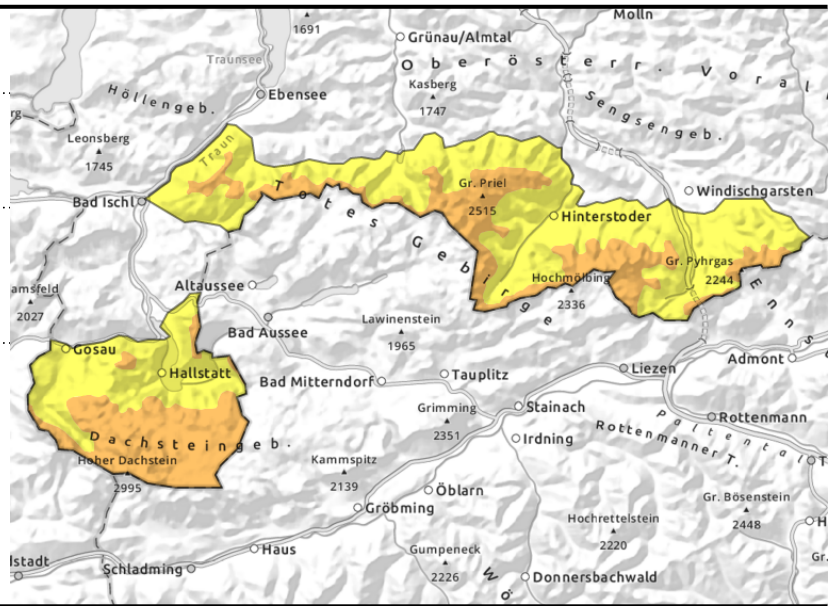 Molln
1691
Grünau/Almtal
Traunsee
Oberösterr. Voral
Höllengeb.
Ebensee
Kasberg
1747
Sengsengeb.
rg
Leonsberg
1745
Traun
Bad Ischl
Totes Gebirge
Gr. Priel
2515
Windischgarsten
Hinterstoder
Gr. Pyhrgas
2244
Hochmölbing
2336
Enns
amsfeld
2027
Altaussee
Bad Aussee
Lawinenstein
1965
Gosau
Hallstatt
Bad Mitterndorf
Tauplitz
Liezen
Admont
Grimming
2351
Stainach
Irdning
Paltental
Rottenmann
Rottenmanner T.
Dachsteingeb.
Hoher Dachstein
2995
Kammspitz
2139
T
Öblarn
Gröbming
Gr. Bösenstein
2448
Hochrettelstein
2220
H
Haus
Gumpeneck
2226
Gr.
lstadt
Schladming
Wö
Donnersbachwald